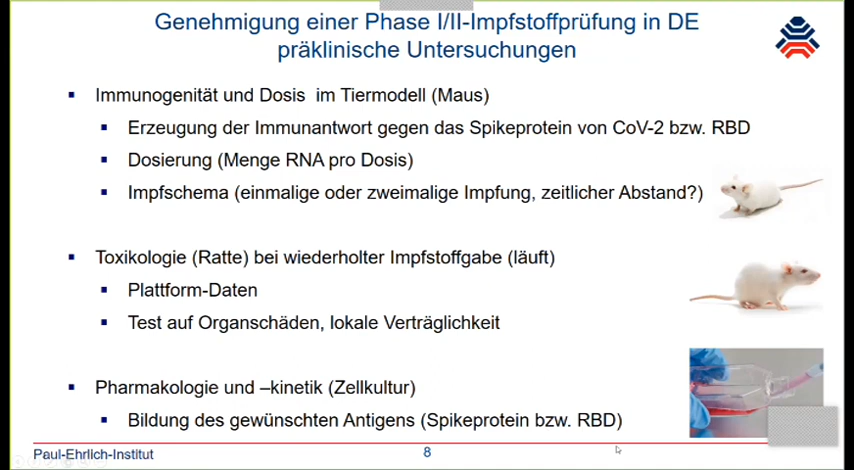 Genehmigung einer Phase I/II-Impfstoffprüfung in DE
präklinische Untersuchungen
Immunogenität und Dosis im Tiermodell (Maus)
Erzeugung der Immunantwort gegen das Spikeprotein von CoV-2 bzw. RBD
Dosierung (Menge RNA pro Dosis)
Impfschema (einmalige oder zweimalige Impfung, zeitlicher Abstand?)
Toxikologie (Ratte) bei wiederholter Impfstoffgabe (läuft)
Plattform-Daten
Test auf Organschäden, lokale Verträglichkeit
Pharmakologie und –kinetik (Zellkultur)
Bildung des gewünschten Antigens (Spikeprotein bzw. RBD)
Paul-Ehrlich-Institut 8